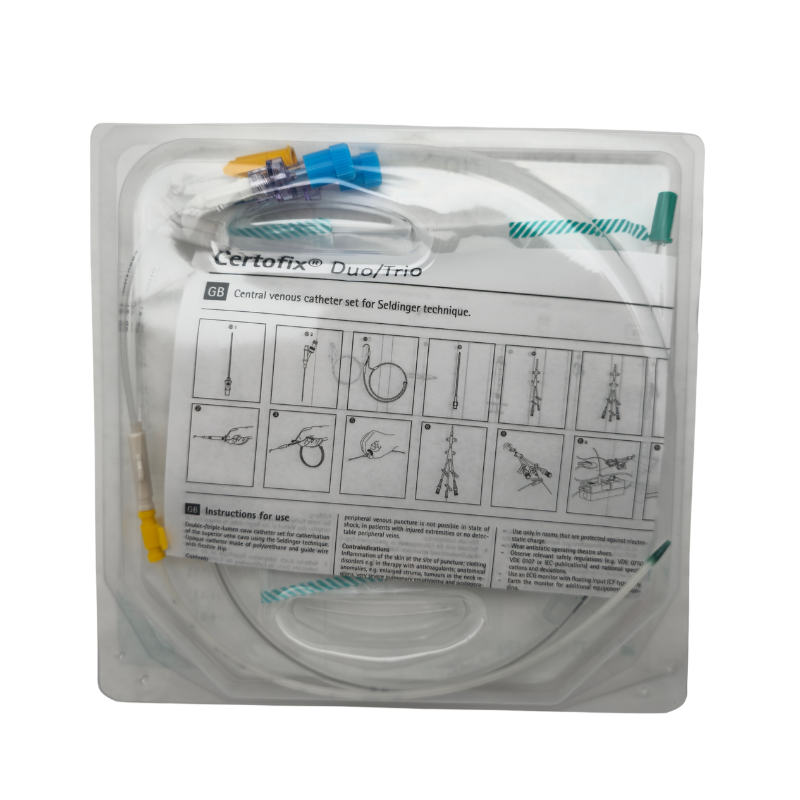 Certofix® Duo/Trio
GB Central venous catheter set for Seldinger technique.
1
2
3
GB Instructions for use
Double-/triple-lumen cava catheter set for catheterisation
of the superior vena cava using the Seldinger technique.
Opaque catheter made of polyurethane and guide wire
with flexible tip.
peripheral venous puncture is not possible in state of
shock, in patients with injured extremities or no detec-
table peripheral veins.
Contraindications
Inflammation of the skin at the site of puncture; clotting
disorders e.g. in therapy with anticoagulants; anatomical
anomalies, e.g. enlarged struma, tumours in the neck re-
- Use only in rooms that are protected against
static charge.
- Wear antistatic operating theatre shoes.
- Observe relevant safety regulations (e.g. VDE
VDE 0107 or IEC-publications) and national
cations and deviations.
- Use an ECG monitor with floating input (CF
Earth the monitor for additional
ding.